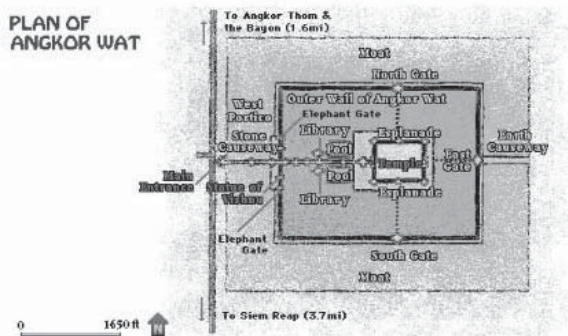 PLAN OF
ANGKOR WAT
To Angkor Thom &
the Bayon (1.6mi)
Moat
North Gate
Outer Wall of Angkor Wat
West
Portico
Elephant Gate
Stone
Causeway
Library
Pool
Esplanade
Temple
East
Gate
Earth
Causeway
Main
Entrance
Statue of
Vishnu
Pool
Library
Esplanade
Elephant
Gate
South Gate
Moat
To Siem Reap (3.7mi)
0 1650 ft
N